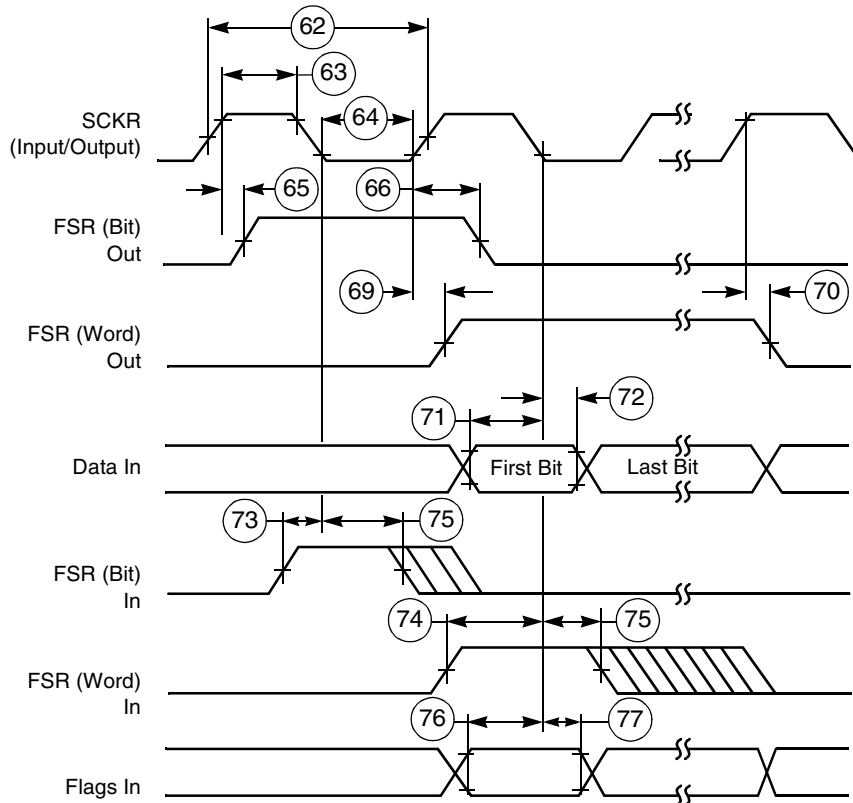 62
63
SCKR
(Input/Output)
64
65
66
FSR (Bit)
Out
69
70
FSR (Word)
Out
71
72
Data In
First Bit
Last Bit
73
75
FSR (Bit)
In
74
75
FSR (Word)
In
76
77
Flags In